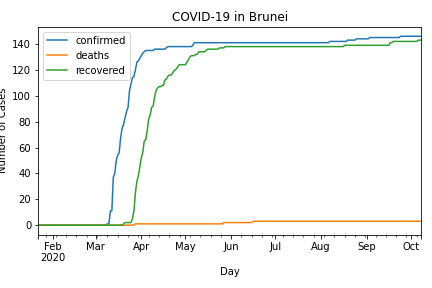 COVID-19 in Brunei
confirmed
deaths
recovered
140
120
100
80
60
40
20
0
Number of Cases
Feb Mar Apr May Jun Jul Aug Sep Oct
2020
Day